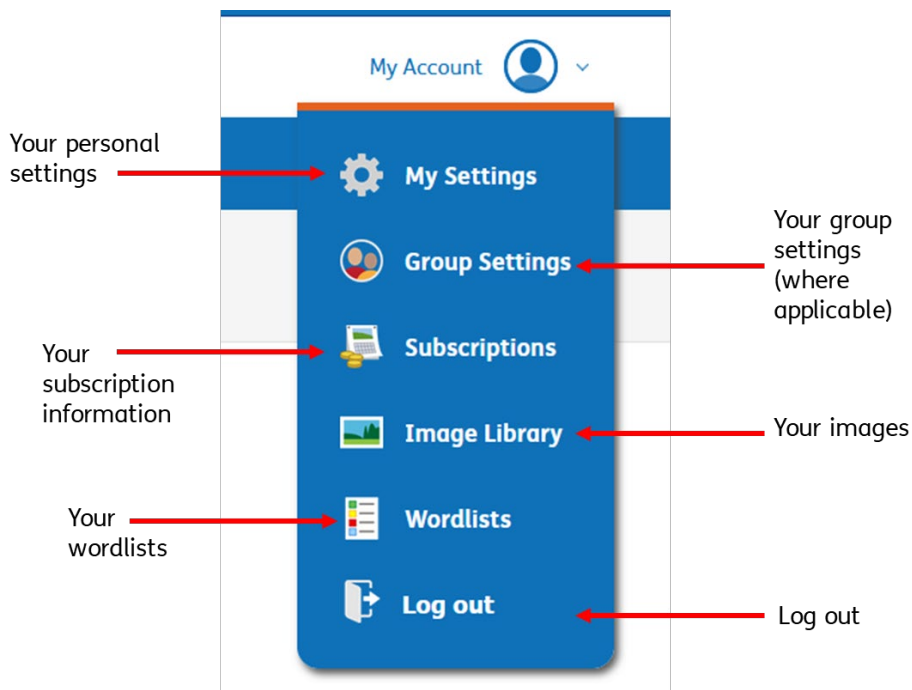 My Account
Your personal
settings
My Settings
Group Settings
Your group
settings
(where
applicable)
Your
subscription
information
Subscriptions
Image Library
Your images
Your
wordlists
Wordlists
Log out
Log out